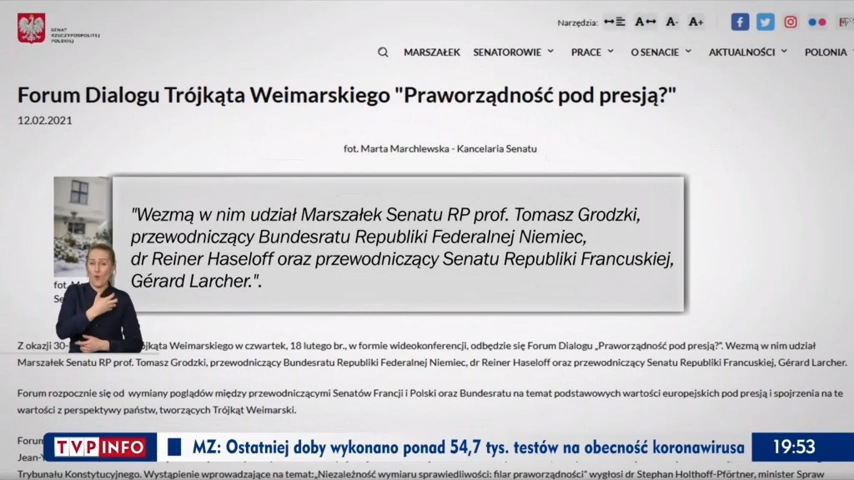 SENAT
RZECZYPOSPOLITEJ
POLSKIEJ
Narzędzia:
A A- A+
MARSZAŁEK SENATOROWIE PRACE O SENACIE AKTUALNOŚCI POLONIA
Forum Dialogu Trójkąta Weimarskiego "Praworządność pod presją?"
12.02.2021
fot. Marta Marchlewska - Kancelaria Senatu
"Wezmą w nim udział Marszałek Senatu RP prof. Tomasz Grodzki,
przewodniczący Bundesratu Republiki Federalnej Niemiec,
dr Reiner Haseloff oraz przewodniczący Senatu Republiki Francuskiej,
Gérard Larcher.".
fot.
Z okazji 30- Weimarskiego w czwartek, 18 lutego br., w formie wideokonferencji, odbędzie się Forum Dialogu „Praworządność pod presją?". Wezmą w nim udział
Marszałek Senatu RP prof. Tomasz Grodzki, przewodniczący Bundesratu Republiki Federalnej Niemiec, dr Reiner Haseloff oraz przewodniczący Senatu Republiki Francuskiej, Gérard Larcher.
Forum rozpocznie się od wymiany poglądów między przewodniczącymi Senatów Francji i Polski oraz Bundesratu na temat podstawowych wartości europejskich pod presją i spojrzenia na te
wartości z perspektywy państw, tworzących Trójkąt Weimarski.
Forum
TVP INFO MZ: Ostatniej doby wykonano ponad 54,7 tys. testów na obecność koronawirusa 19:53
Trybunału Konstytucyjnego. Wystąpienie wprowadzające na temat: „Niezależność wymiaru sprawiedliwości: filar praworządności" wygłosi dr Stephan Holthoff-Pförtner, minister Spraw